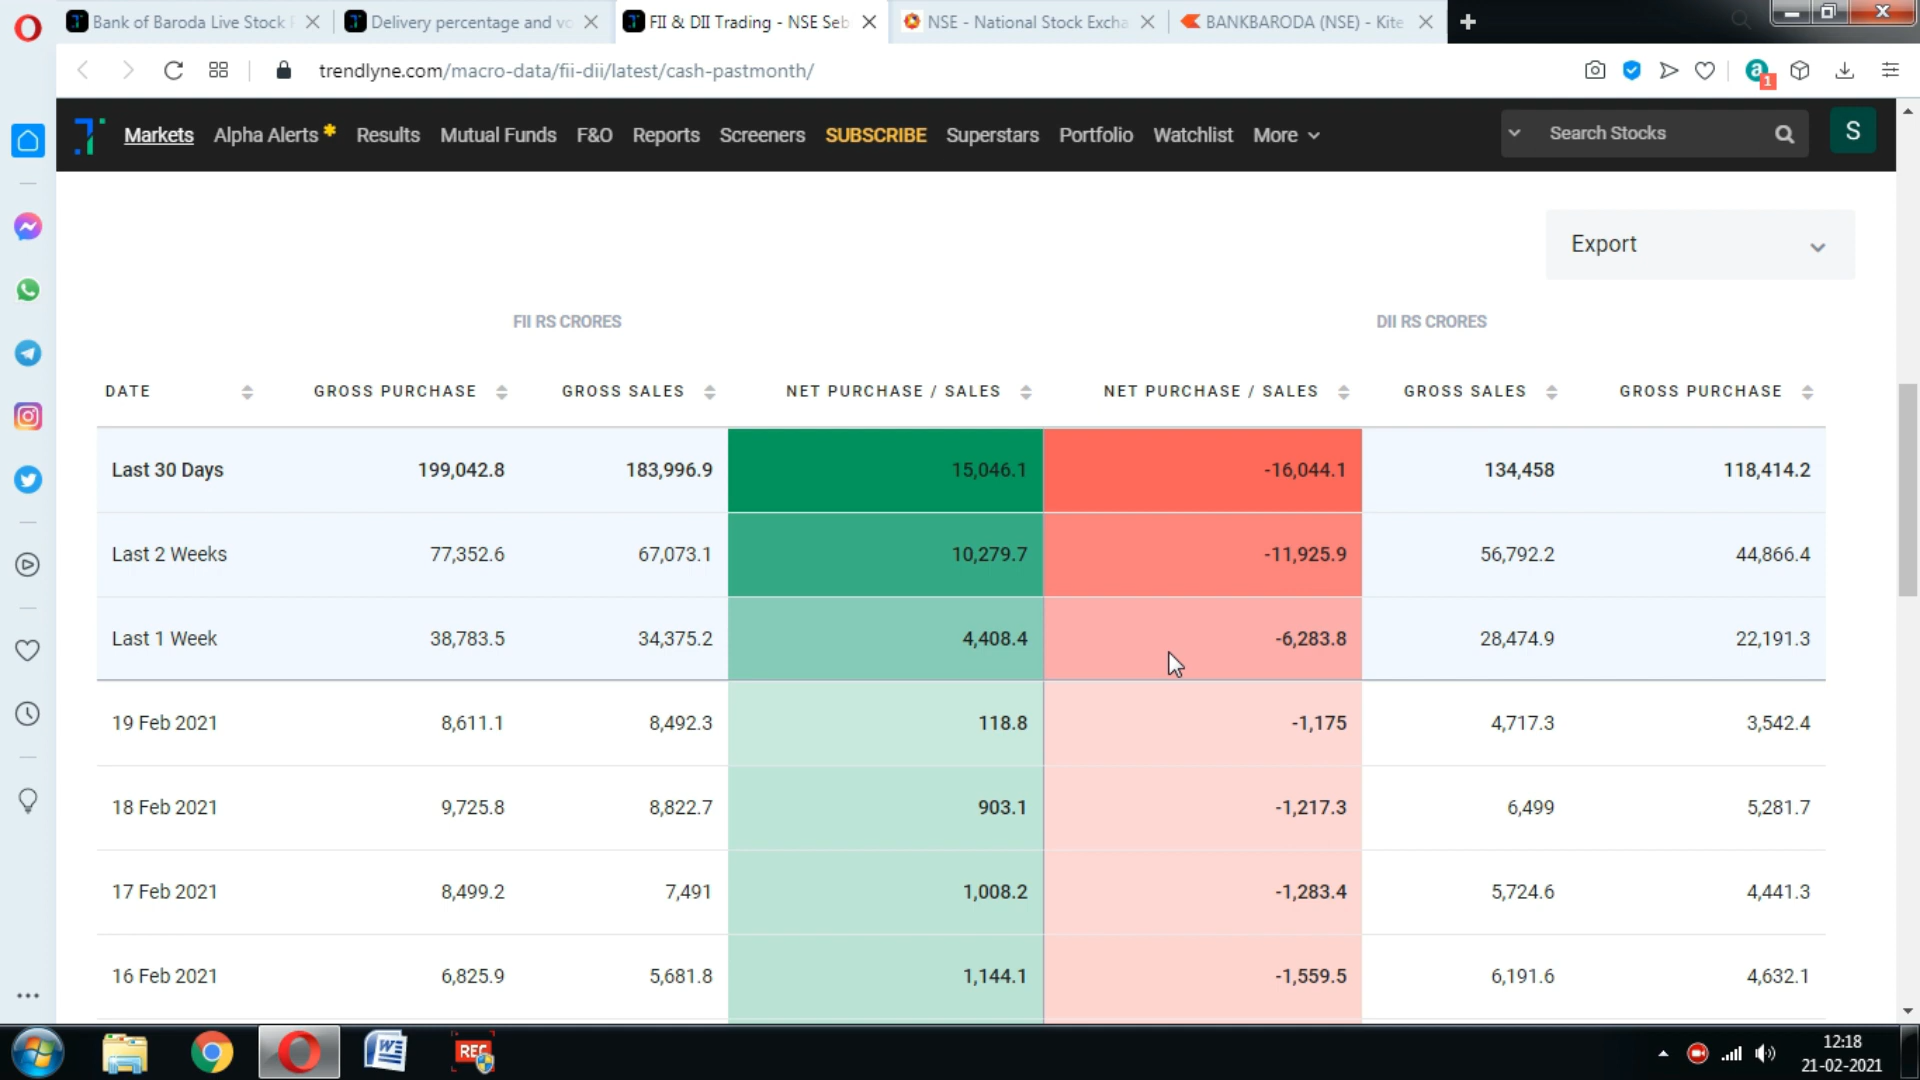 Bank of Baroda Live Stock P
Delivery percentage and vo
FII & DII Trading - NSE Seb
NSE - National Stock Excha
BANKBARODA (NSE) - Kite
trendlyne.com/macro-data/fii-dii/latest/cash-pastmonth/
a 1
Markets Alpha Alerts Results Mutual Funds F&O Reports Screeners SUBSCRIBE Superstars Portfolio Watchlist More Search Stocks S
Export
FII RS CRORES DII RS CRORES
DATE GROSS PURCHASE GROSS SALES NET PURCHASE / SALES NET PURCHASE / SALES GROSS SALES GROSS PURCHASE
Last 30 Days 199,042.8 183,996.9 15,046.1 -16,044.1 134,458 118,414.2
Last 2 Weeks 77,352.6 67,073.1 10,279.7 -11,925.9 56,792.2 44,866.4
Last 1 Week 38,783.5 34,375.2 4,408.4 -6,283.8 28,474.9 22,191.3
19 Feb 2021 8,611.1 8,492.3 118.8 -1,175 4,717.3 3,542.4
18 Feb 2021 9,725.8 8,822.7 903.1 -1,217.3 6,499 5,281.7
17 Feb 2021 8,499.2 7,491 1,008.2 -1,283.4 5,724.6 4,441.3
16 Feb 2021 6,825.9 5,681.8 1,144.1 -1,559.5 6,191.6 4,632.1
REC
12:18
21-02-2021